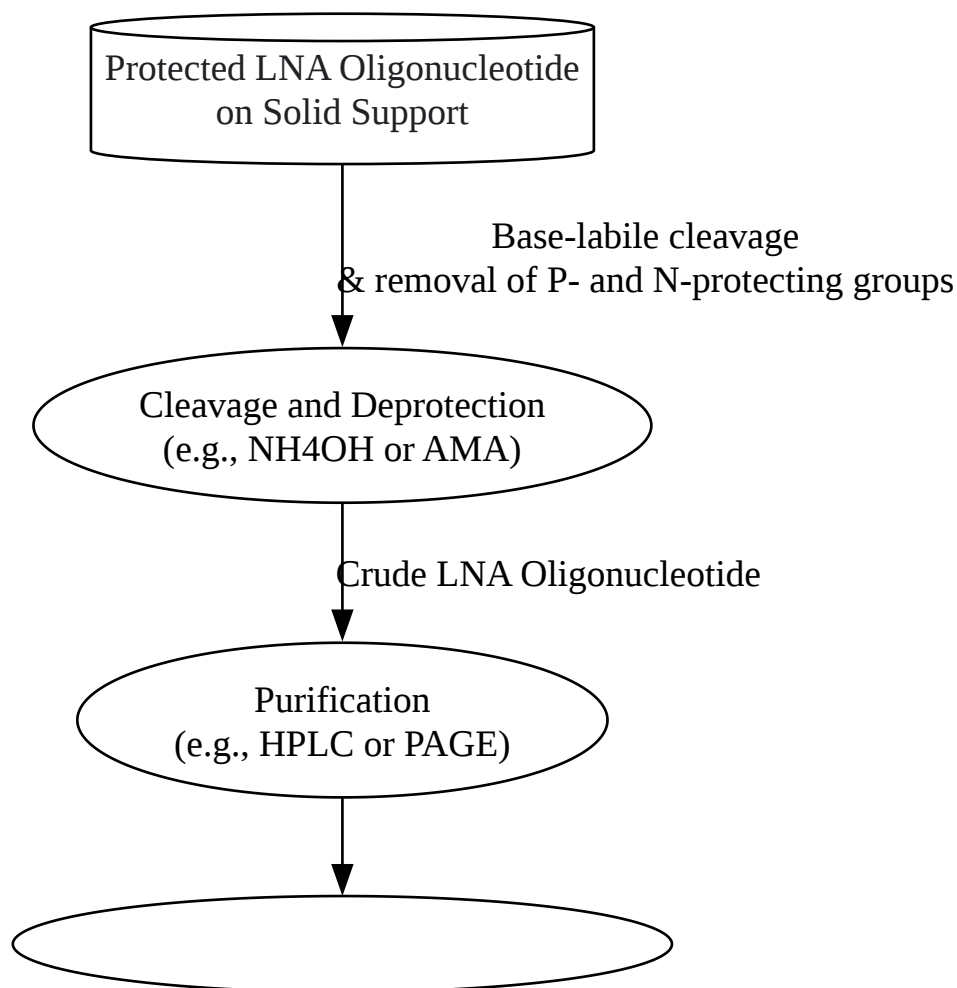 Protected LNA Oligonucleotide
on Solid Support
Base-labile cleavage
& removal of P- and N-protecting groups
Cleavage and Deprotection
(e.g., NH4OH or AMA)
Crude LNA Oligonucleotide
Purification
(e.g., HPLC or PAGE)